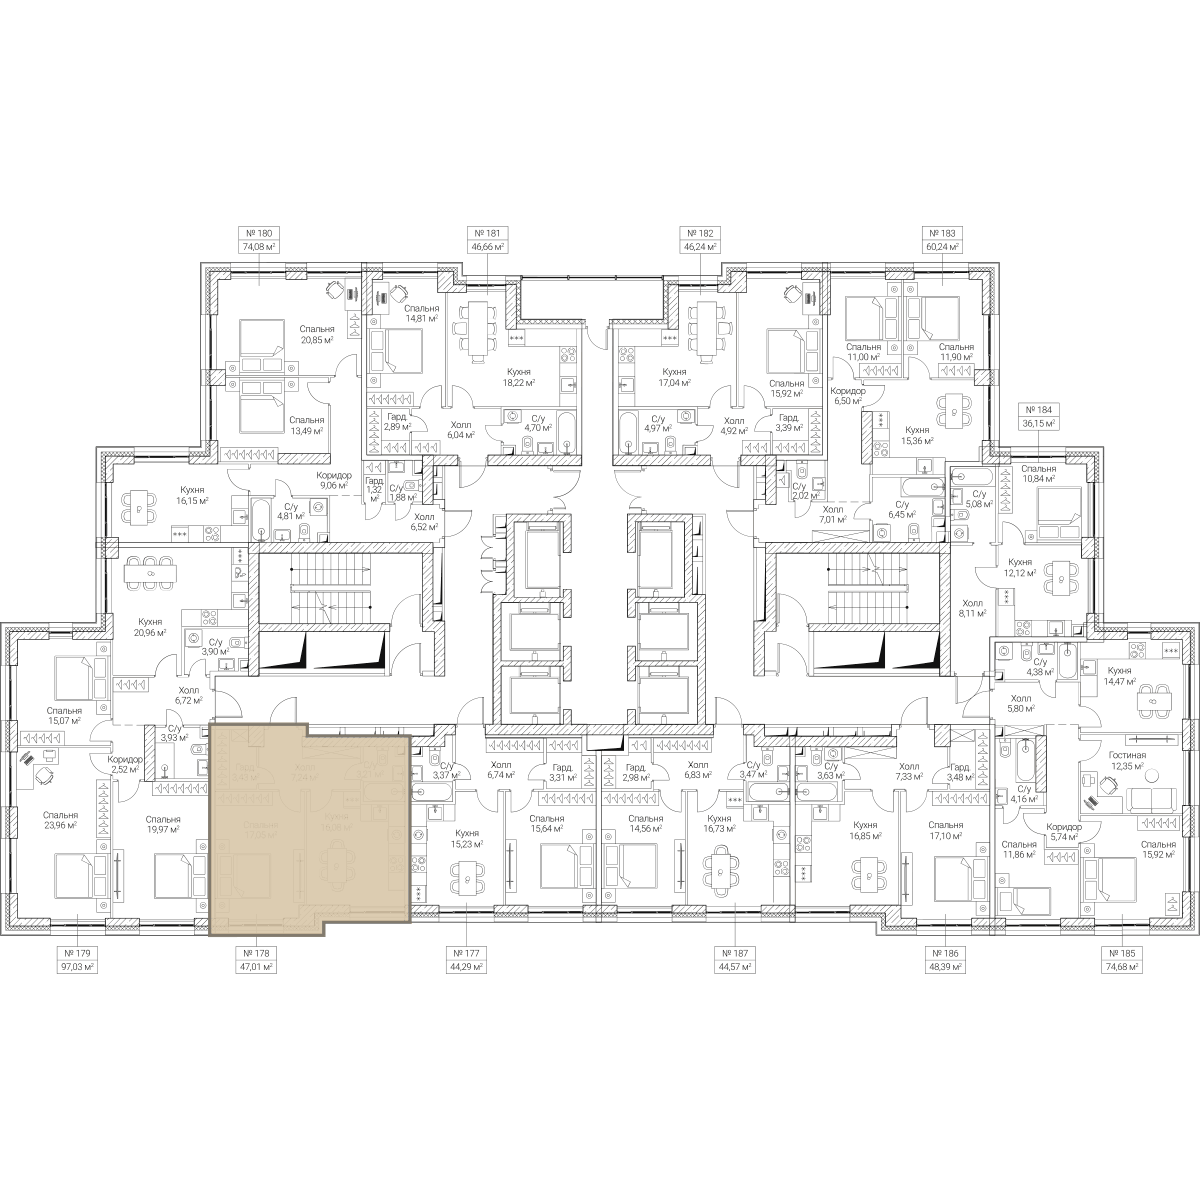 № 180
74,08 м²
№ 181
46,66 м²
№ 182
46,24 м²
№ 183
60,24 м²
Спальня
20,85 м²
Спальня
14,81 м²
Кухня
18,22 м²
Кухня
17,04 м²
Спальня
15,92 м²
Спальня
11,00 м²
Спальня
11,90 м²
Спальня
13,49 м²
Гард.
2,89 м²
Холл
6,04 м²
С/у
4,70 м²
С/у
4,97 м²
Холл
4,92 м²
Гард.
3,39 м²
Коридор
6,50 м²
Кухня
15,36 м²
№ 184
36,15 м²
Кухня
16,15 м²
С/у
4,81 м²
Коридор
9,06 м²
Гард.
1,32
м²
С/у
1,88 м²
Холл
6,52 м²
С/у
2,02 м²
Холл
7,01 м²
С/у
6,45 м²
С/у
5,08 м²
Спальня
10,84 м²
Кухня
12,12 м²
Холл
8,11 м²
Кухня
20,96 м²
С/у
3,90 м²
Холл
6,72 м²
Спальня
15,07 м²
С/у
3,93 м²
Коридор
2,52 м²
Спальня
23,96 м²
Спальня
19,97 м²
С/у
3,37 м²
Холл
6,74 м²
Гард.
3,31 м²
Кухня
15,23 м²
Спальня
15,64 м²
Гард.
2,98 м²
Холл
6,83 м²
С/у
3,47 м²
Спальня
14,56 м²
Кухня
16,73 м²
С/у
3,63 м²
Холл
7,33 м²
Гард.
3,48 м²
Кухня
16,85 м²
Спальня
17,10 м²
С/у
4,38 м²
Кухня
14,47 м²
Холл
5,80 м²
Гостиная
12,35 м²
С/у
4,16 м²
Коридор
5,74 м²
Спальня
11,86 м²
Спальня
15,92 м²
№ 179
97,03 м²
№ 178
47,01 м²
№ 177
44,29 м²
№ 187
44,57 м²
№ 186
48,39 м²
№ 185
74,68 м²